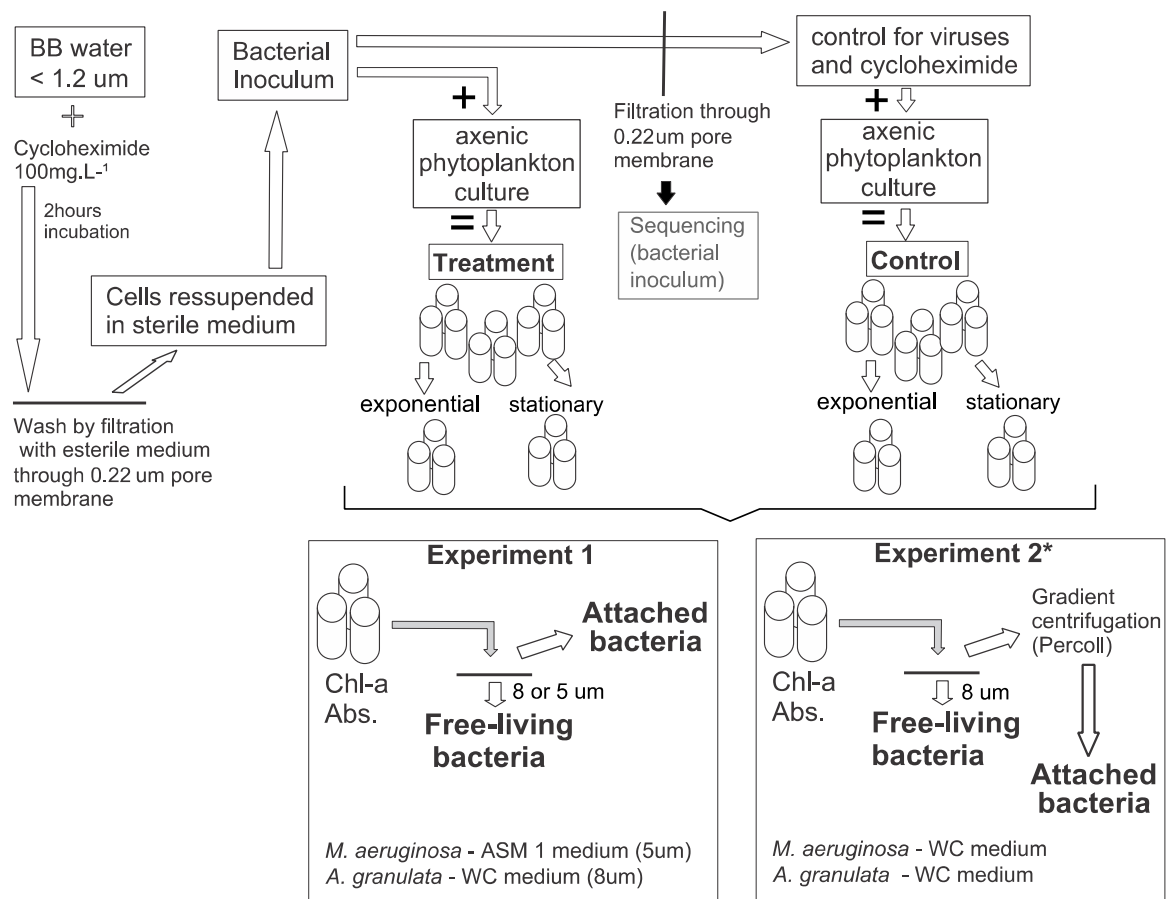 BB water
< 1.2 um
+
Cycloheximide
100mg.L-¹
2hours
incubation
Wash by filtration
with esterile medium
through 0.22 um pore
membrane
Cells ressupended
in sterile medium
Bacterial
Inoculum
+
axenic
phytoplankton
culture
=
Treatment
exponential
stationary
Filtration through
0.22um pore
membrane
Sequencing
(bacterial
inoculum)
control for viruses
and cycloheximide
+
axenic
phytoplankton
culture
=
Control
exponential
stationary
Experiment 1
Chl-a
Abs.
Attached
bacteria
8 or 5 um
Free-living
bacteria
M. aeruginosa - ASM 1 medium (5um)
A. granulata - WC medium (8um)
Experiment 2*
Chl-a
Abs.
Gradient
centrifugation
(Percoll)
8 um
Free-living
bacteria
Attached
bacteria
M. aeruginosa - WC medium
A. granulata - WC medium